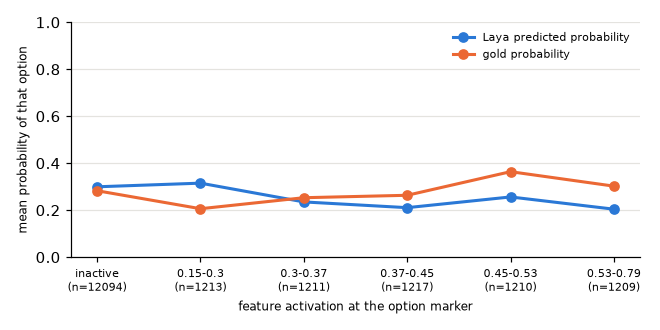 1.0
0.8
0.6
0.4
0.2
0.0
mean probability of that option
Laya predicted probability
gold probability
inactive
(n=12094)
0.15-0.3
(n=1213)
0.3-0.37
(n=1211)
0.37-0.45
(n=1217)
0.45-0.53
(n=1210)
0.53-0.79
(n=1209)
feature activation at the option marker